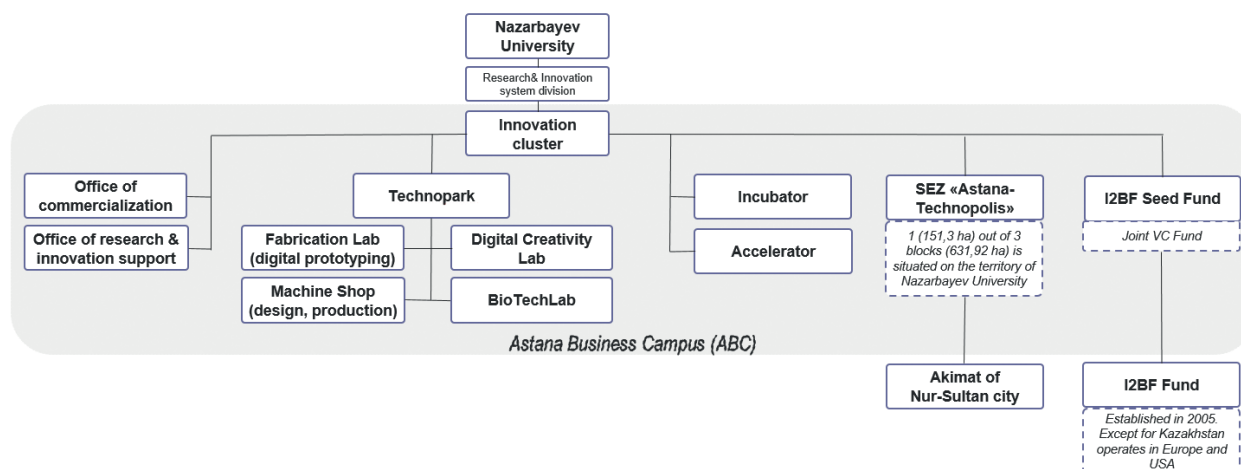 Nazarbayev
University
Research& Innovation
system division
Innovation
cluster
Office of
commercialization
Office of research &
innovation support
Technopark
Fabrication Lab
(digital prototyping)
Digital Creativity
Lab
Machine Shop
(design, production)
BioTechLab
Incubator
Accelerator
SEZ «Astana-
Technopolis»
1 (151,3 ha) out of 3
blocks (631,92 ha) is
situated on the territory of
Nazarbayev University
I2BF Seed Fund
Joint VC Fund
Astana Business Campus (ABC)
Akimat of
Nur-Sultan city
I2BF Fund
Established in 2005.
Except for Kazakhstan
operates in Europe and
USA